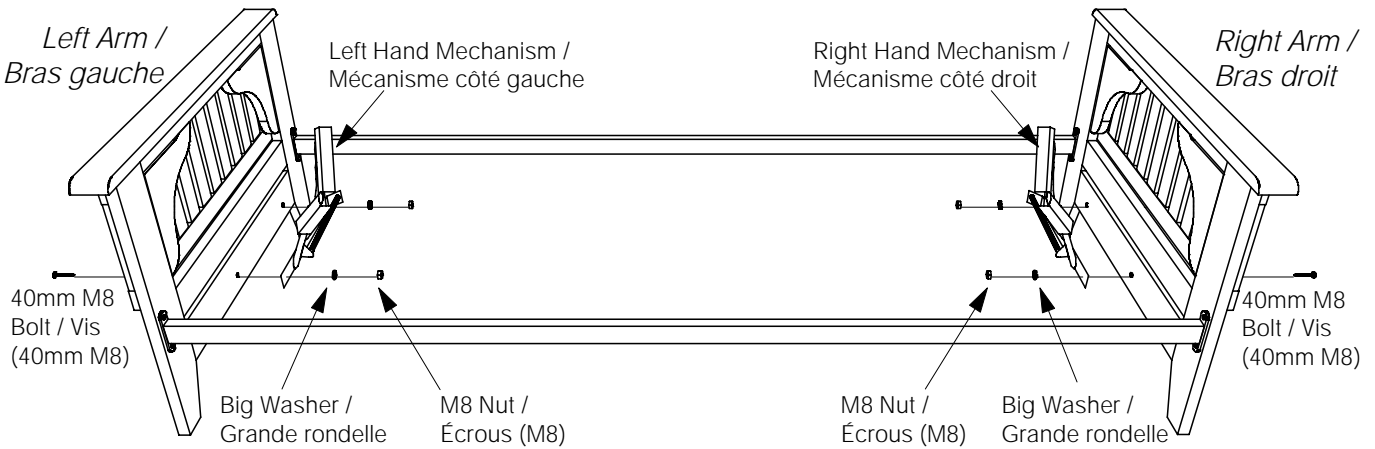 Left Arm /
Bras gauche
Left Hand Mechanism /
Mécanisme côté gauche
Right Hand Mechanism /
Mécanisme côté droit
Right Arm /
Bras droit
40mm M8
Bolt / Vis
(40mm M8)
40mm M8
Bolt / Vis
(40mm M8)
Big Washer /
Grande rondelle
M8 Nut /
Écrous (M8)
M8 Nut /
Écrous (M8)
Big Washer /
Grande rondelle